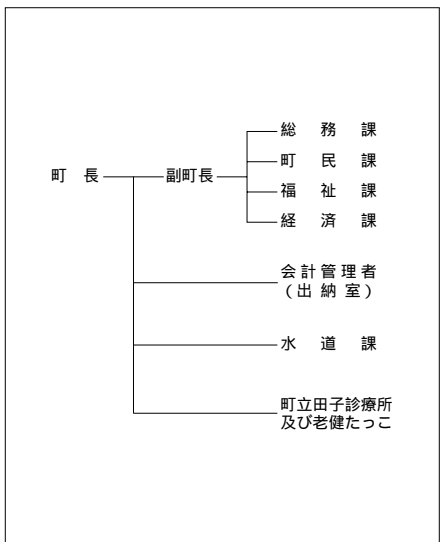 総務課
町民課
町長 副町長
福祉課
経済課
会計管理者
(出納室)
水道課
町立田子診療所
及び老健たっこ